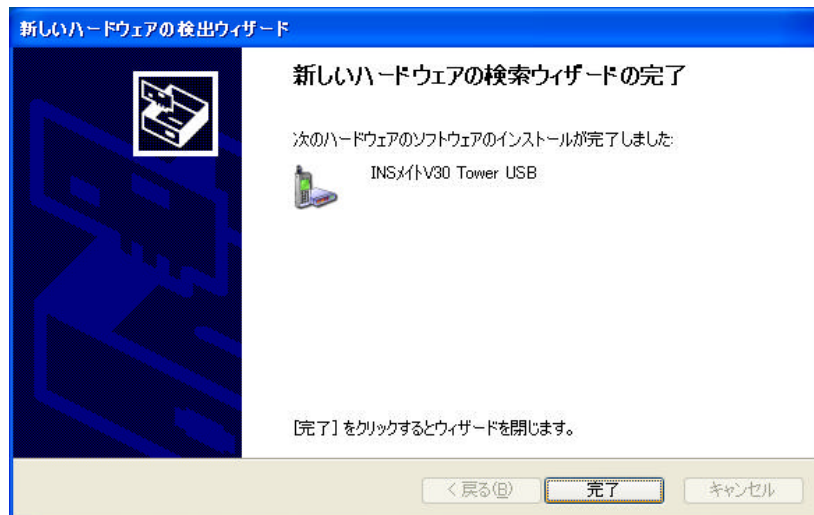 新しいハードウェアの検出ウィザード
新しいハードウェアの検索ウィザードの完了
次のハードウェアのソフトウェアのインストールが完了しました:
INSメイトV30 Tower USB
[完了] をクリックするとウィザードを閉じます。
< 戻る(B)
完了
キャンセル